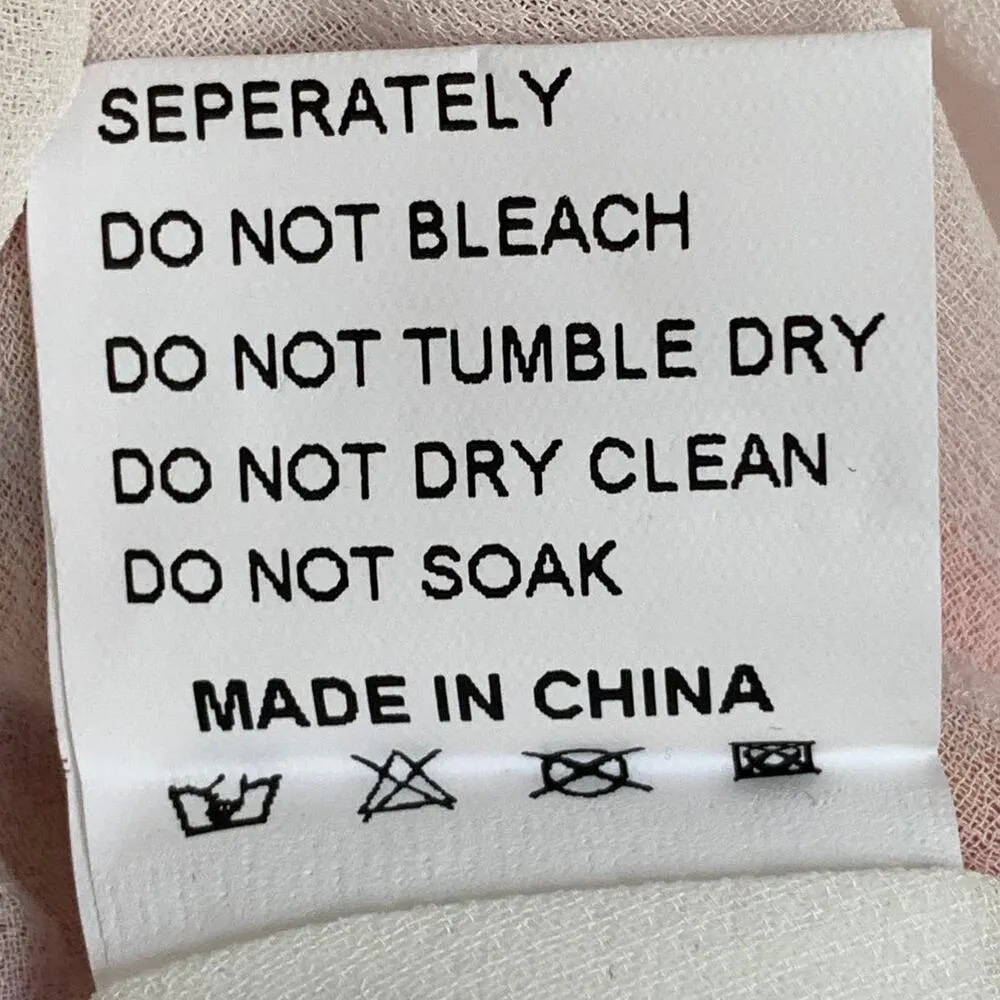 SEPERATELY
DO NOT BLEACH
DO NOT TUMBLE DRY
DO NOT DRY CLEAN
DO NOT SOAK
MADE IN CHINA